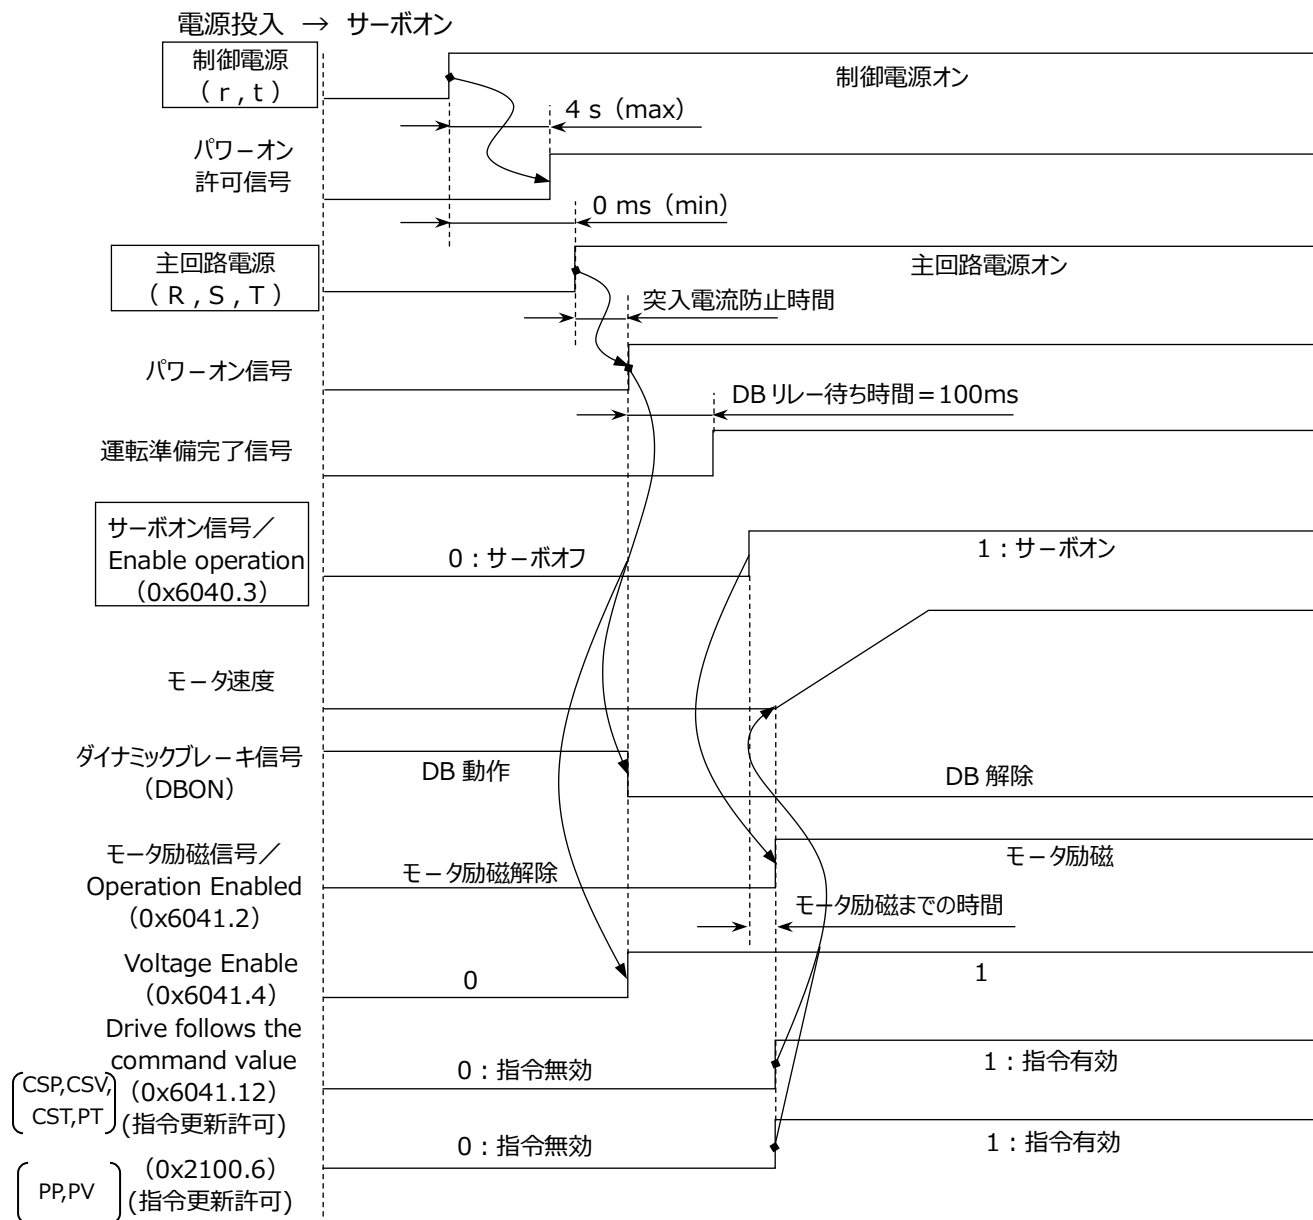 電源投入 → サーボオン
制御電源
（ r , t ）
制御電源オン
4 s（max）
パワーオン
許可信号
0 ms（min）
主回路電源
（ R , S , T ）
主回路電源オン
突入電流防止時間
パワーオン信号
DB リレー待ち時間＝100ms
運転準備完了信号
サーボオン信号／
Enable operation
（0x6040.3）
0：サーボオフ
1：サーボオン
モータ速度
ダイナミックブレーキ信号
（DBON）
DB 動作
DB 解除
モータ励磁信号／
Operation Enabled
（0x6041.2）
モータ励磁解除
モータ励磁
モータ励磁までの時間
Voltage Enable
（0x6041.4）
0
1
Drive follows the
command value
（0x6041.12）
(指令更新許可)
CSP,CSV,
CST,PT
0：指令無効
1：指令有効
（0x2100.6）
(指令更新許可)
PP,PV
0：指令無効
1：指令有効